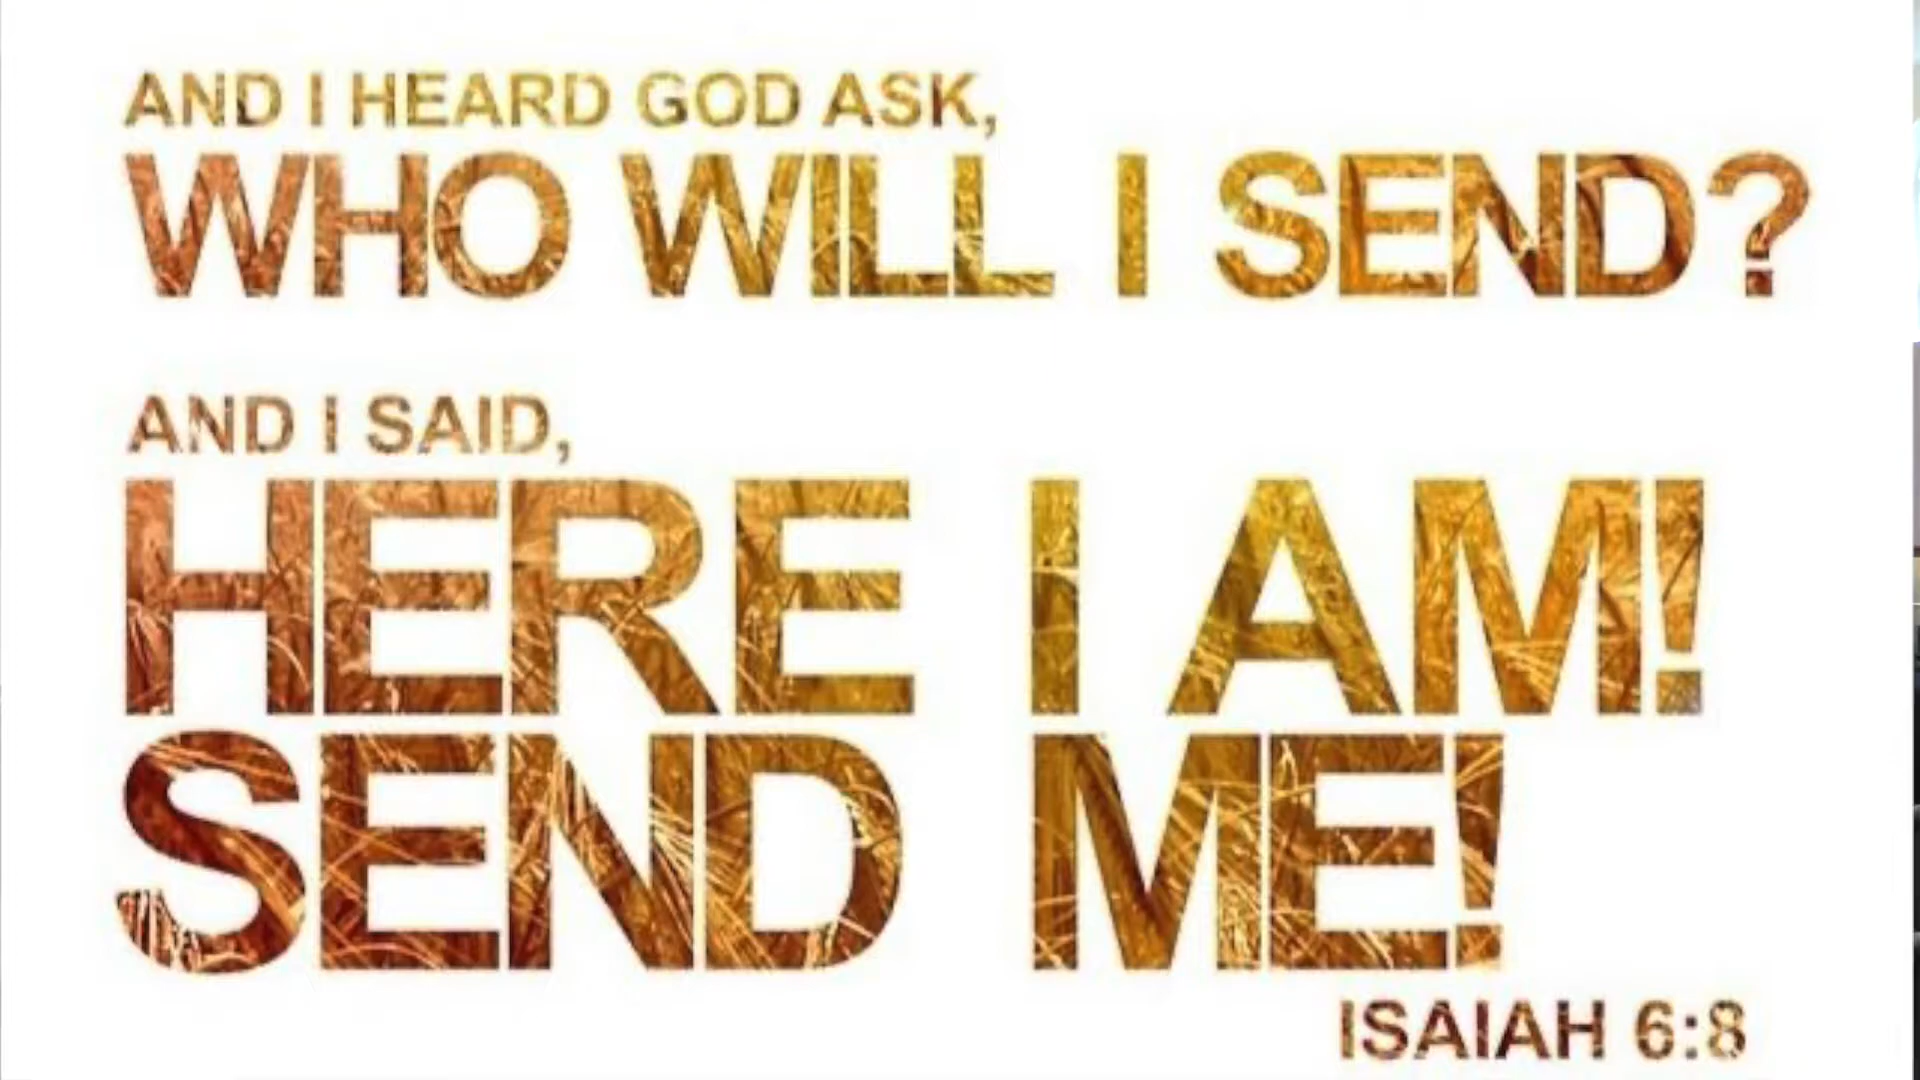 AND I HEARD GOD ASK,
WHO WILL I SEND?
AND I SAID,
HERE I AM!
SEND ME!
ISAIAH 6:8